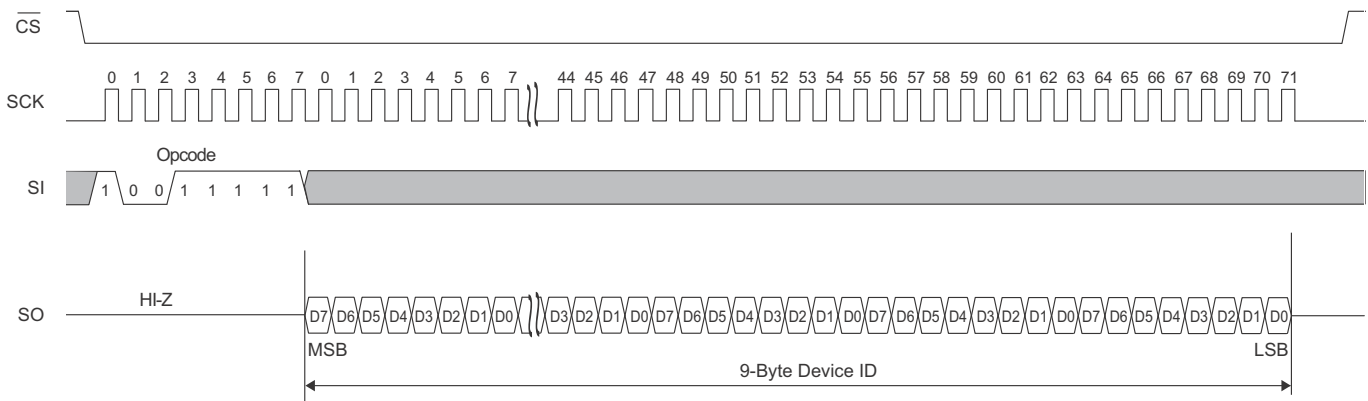 CS
0 1 2 3 4 5 6 7 0 1 2 3 4 5 6 7 44 45 46 47 48 49 50 51 52 53 54 55 56 57 58 59 60 61 62 63 64 65 66 67 68 69 70 71
SCK
Opcode
SI 1 0 0 1 1 1 1 1
HI-Z
SO D7 D6 D5 D4 D3 D2 D1 D0 D3 D2 D1 D0 D7 D6 D5 D4 D3 D2 D1 D0 D7 D6 D5 D4 D3 D2 D1 D0 D7 D6 D5 D4 D3 D2 D1 D0
MSB LSB
9-Byte Device ID